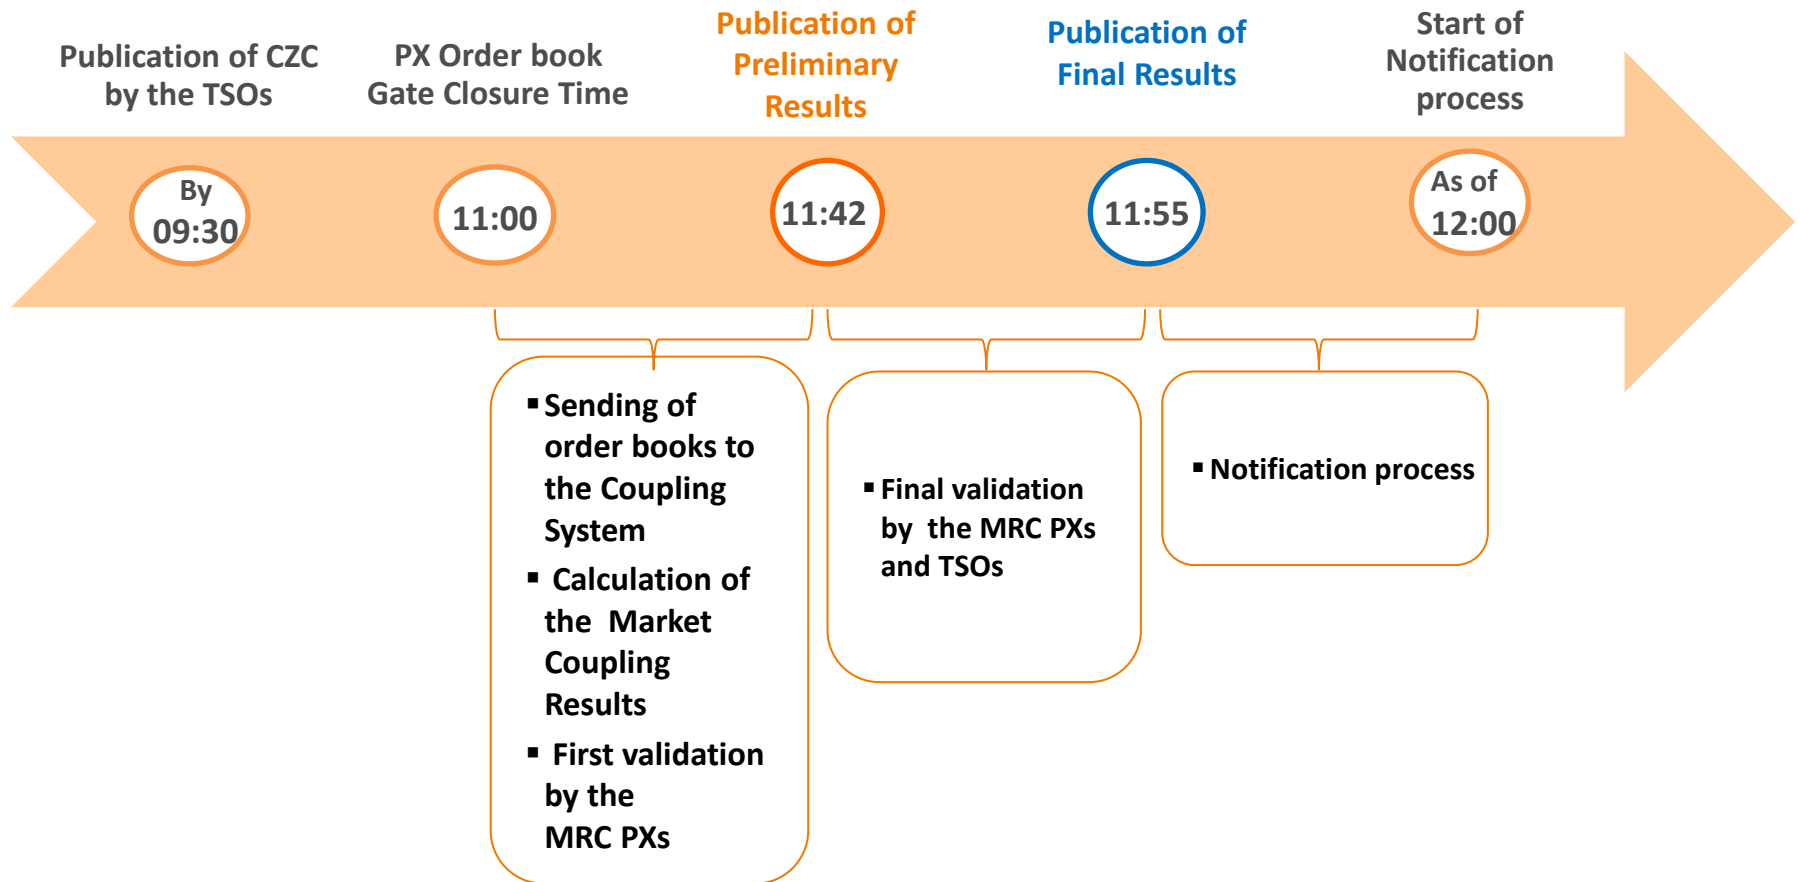 Publication of CZC
by the TSOs
PX Order book
Gate Closure Time
Publication of
Preliminary
Results
Publication of
Final Results
Start of
Notification
process
By
09:30
11:00
11:42
11:55
As of
12:00
▪ Sending of
order books to
the Coupling
System
▪ Calculation of
the Market
Coupling
Results
▪ First validation
by the
MRC PXs
▪ Final validation
by the MRC PXs
and TSOs
▪ Notification process